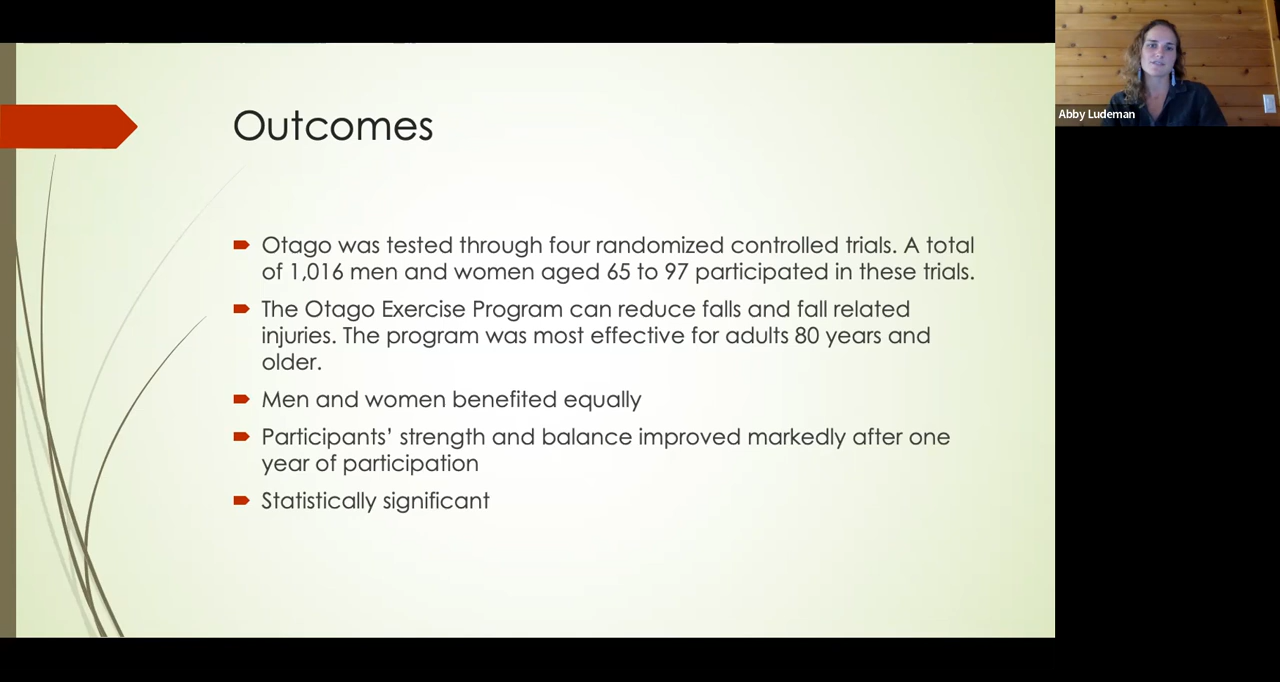 Outcomes
Otago was tested through four randomized controlled trials. A total
of 1,016 men and women aged 65 to 97 participated in these trials.
The Otago Exercise Program can reduce falls and fall related
injuries. The program was most effective for adults 80 years and
older.
Men and women benefited equally
Participants’ strength and balance improved markedly after one
year of participation
Statistically significant
Abby Ludeman